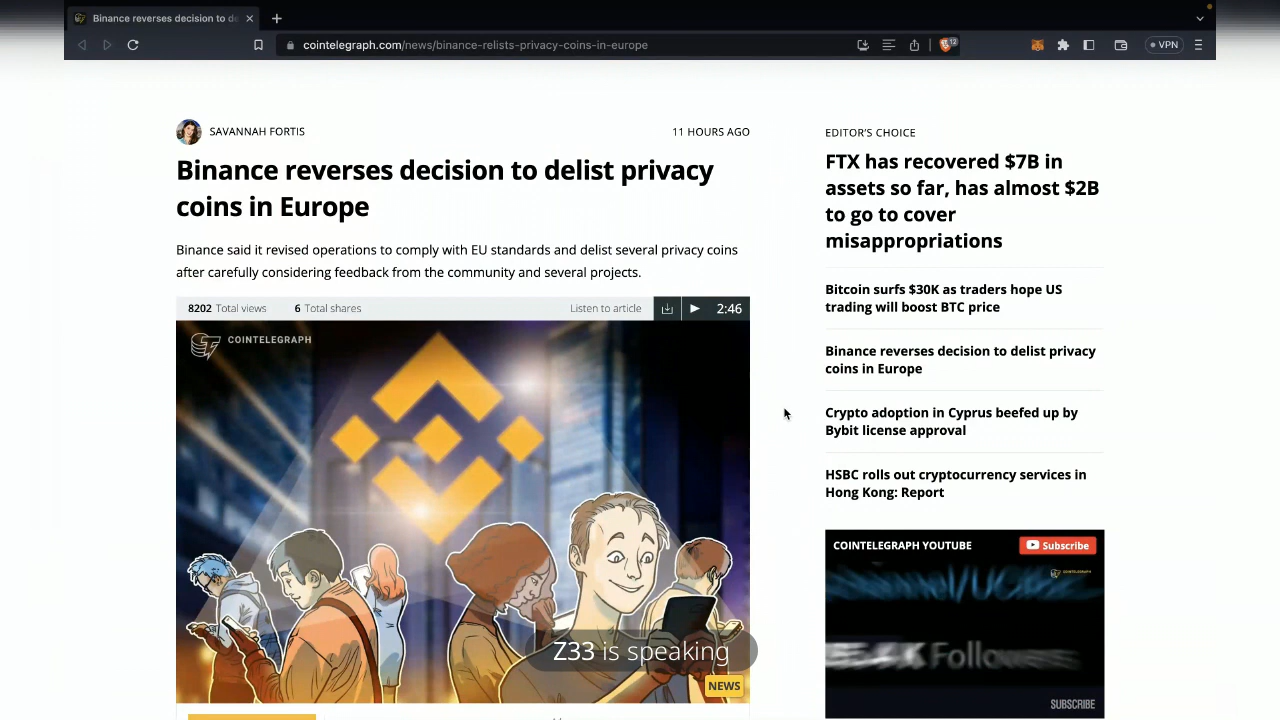 Binance reverses decision to de
cointelegraph.com/news/binance-relists-privacy-coins-in-europe
12
VPN
SAVANNAH FORTIS
11 HOURS AGO
Binance reverses decision to delist privacy
coins in Europe
Binance said it revised operations to comply with EU standards and delist several privacy coins
after carefully considering feedback from the community and several projects.
8202 Total views
6 Total shares
Listen to article
2:46
COINTELEGRAPH
Z33 is speaking
NEWS
EDITOR'S CHOICE
FTX has recovered $7B in
assets so far, has almost $2B
to go to cover
misappropriations
Bitcoin surfs $30K as traders hope US
trading will boost BTC price
Binance reverses decision to delist privacy
coins in Europe
Crypto adoption in Cyprus beefed up by
Bybit license approval
HSBC rolls out cryptocurrency services in
Hong Kong: Report
COINTELEGRAPH YOUTUBE
Subscribe
SUBSCRIBE